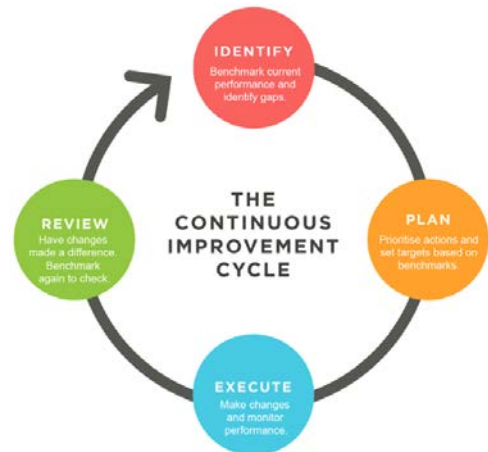 IDENTIFY
Benchmark current
performance and
identify gaps.
THE
CONTINUOUS
IMPROVEMENT
CYCLE
PLAN
Prioritise actions and
set targets based on
benchmarks.
EXECUTE
Make changes
and monitor
performance.
REVIEW
Have changes
made a difference.
Benchmark
again to check.